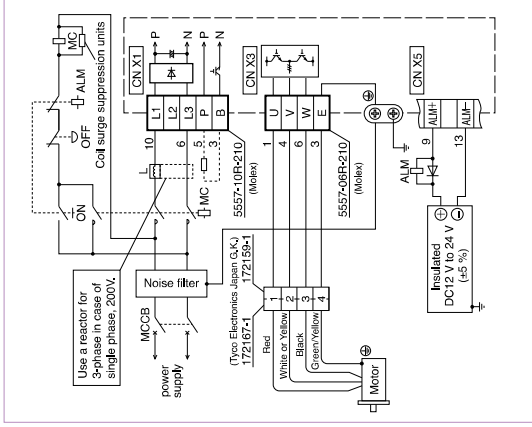 MC
Coil surge suppression units
ALM
OFF
ON
Use a reactor for
3-phase in case of
single phase, 200V.
power
supply
MCCB
Noise filter
L
MC
10
6
5
3
L1
L2
L3
P
B
CN X1
P
N
P
N
5557-10R-210
(Molex)
(Tyco Electronics Japan G.K.)
172167-1
172159-1
Red
White or Yellow
Black
Green/Yellow
1
2
3
4
Motor
1
4
6
3
U
V
W
E
CN X3
5557-06R-210
(Molex)
CN X5
ALM+
ALM−
9
13
ALM
Insulated
DC12 V to 24 V
(±5 %)